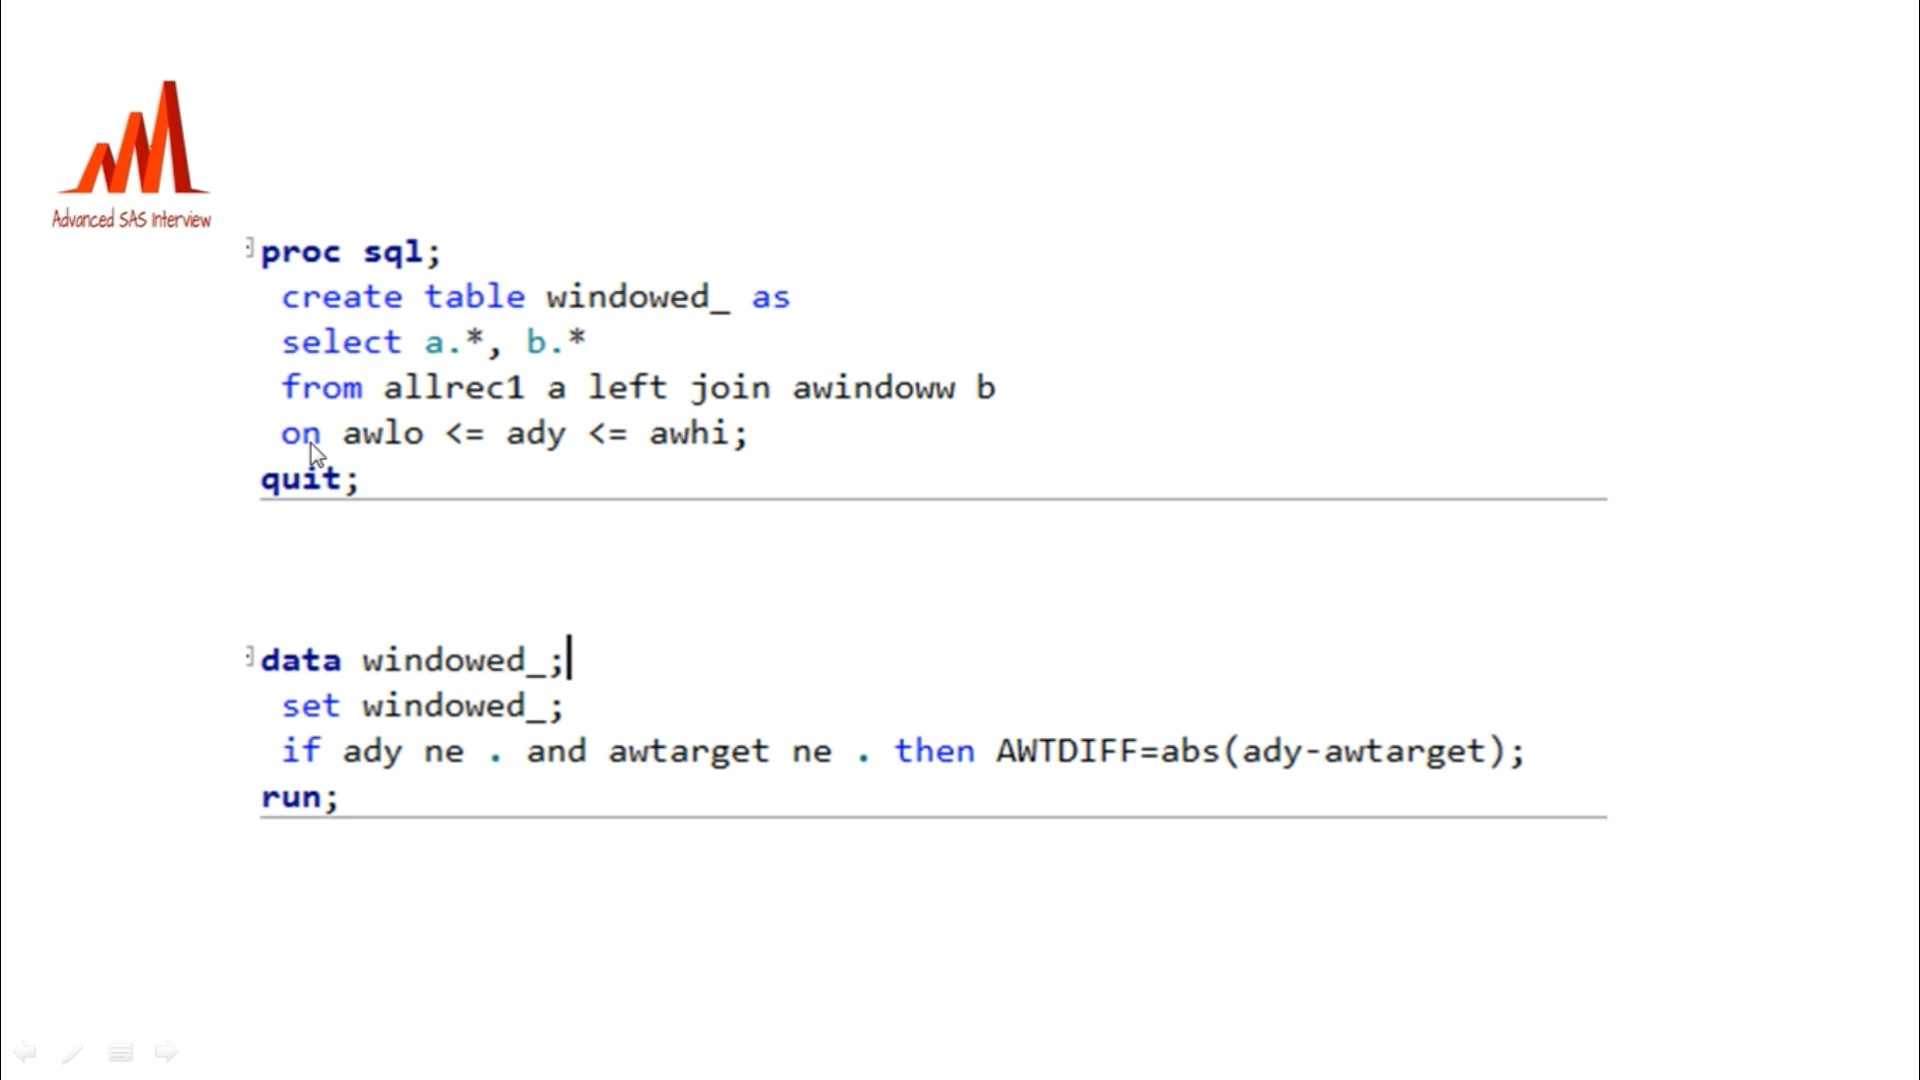 Advanced SAS Interview
proc sql;
create table windowed_ as
select a.*, b.*
from allrec1 a left join awindoww b
on awlo <= ady <= awhi;
quit;
data windowed_;
set windowed_;
if ady ne . and awtarget ne . then AWTDIFF=abs(ady-awtarget);
run;